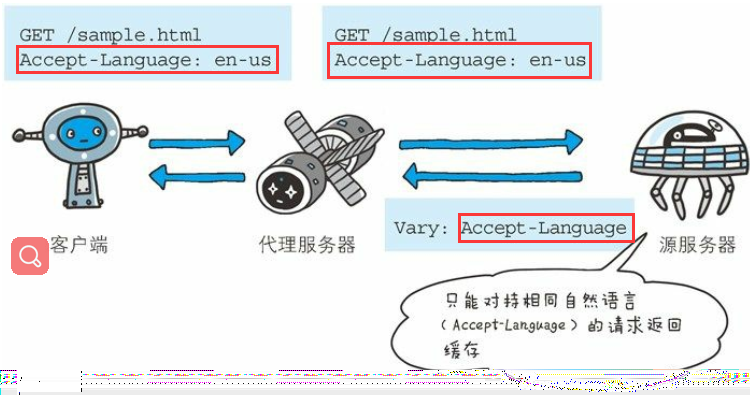 GET /sample.html
Accept-Language: en-us
GET /sample.html
Accept-Language: en-us
客户端
代理服务器
Vary: Accept-Language
源服务器
只能对持相同自然语言
(Accept-Language)的请求返回
缓存